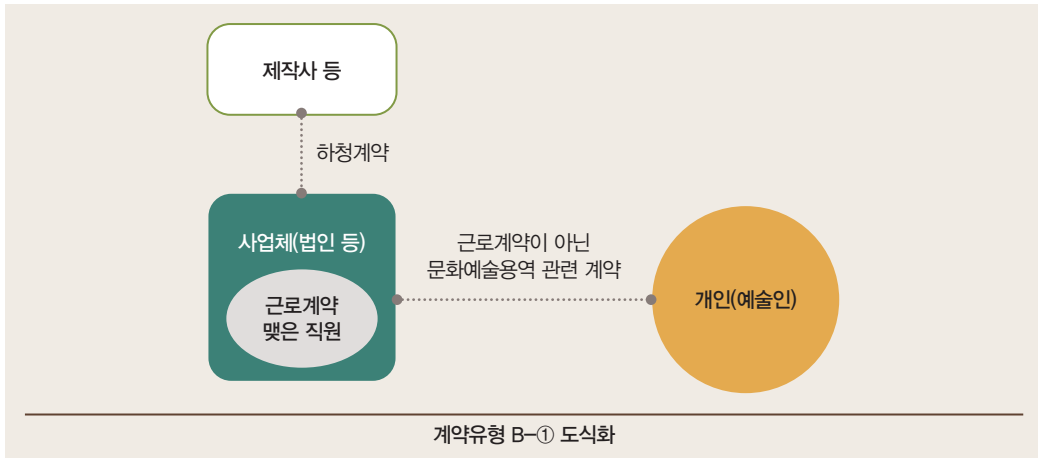 제작사 등
하청계약
사업체(법인 등)
근로계약
맺은 직원
근로계약이 아닌
문화예술용역 관련 계약
개인(예술인)
계약유형 B-① 도식화